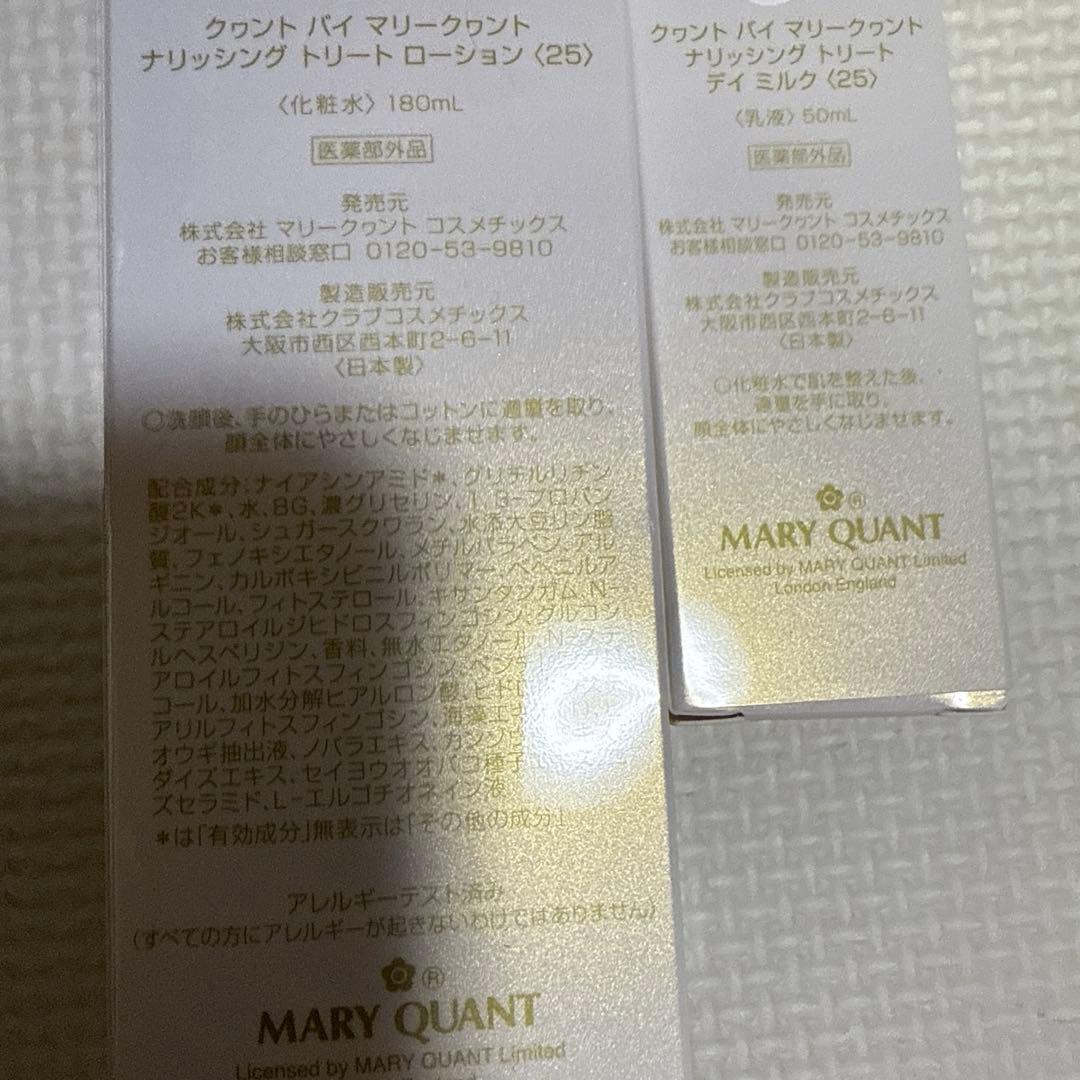 クヮント バイ マリークヮント
ナリッシング トリート ローション〈25〉
〈化粧水〉180mL
医薬部外品
発売元
株式会社 マリークヮント コスメチックス
お客様相談窓口 0120-53-9810
製造販売元
株式会社クラブコスメチックス
大阪市西区西本町2-6-11
〈日本製〉
○洗顔後、手のひらまたはコットンに適量を取り、
顔全体にやさしくなじませます。
配合成分:ナイアシンアミド*、グリチルリチン
酸2K*、水、BG、濃グリセリン、1,3-プロパン
ジオール、シュガースクワラン、水添大豆リン脂
質、フェノキシエタノール、メチルパラベン、アル
ギニン、カルボキシビニルポリマー、ベヘニルア
ルコール、フィトステロール、キサンタンガム、N-
ステアロイルジヒドロスフィンゴシン、グルコシ
ルヘスペリジン、香料、無水エタノール、N-ステ
アロイルフィトスフィンゴシン、ペン
コール、加水分解ヒアルロン酸、ヒドロ
アリルフィトスフィンゴシン、海藻エキ
オウギ抽出液、ノバラエキス、カンゾ
ダイズエキス、セイヨウオオバコ種子
ズセラミド、L-エルゴチオネイン液
*は「有効成分」無表示は「その他の成分」
アレルギーテスト済み
(すべての方にアレルギーが起きないわけではありません)
®
MARY QUANT
Licensed by MARY QUANT Limited
クヮント バイ マリークヮント
ナリッシング トリート
デイ ミルク〈25〉
〈乳液〉50mL
医薬部外品
発売元
株式会社 マリークヮント コスメチックス
お客様相談窓口 0120-53-9810
製造販売元
株式会社クラブコスメチックス
大阪市西区西本町2-6-11
〈日本製〉
○化粧水で肌を整えた後、
適量を手に取り、
顔全体にやさしくなじませます。
®
MARY QUANT
Licensed by MARY QUANT Limited
London England